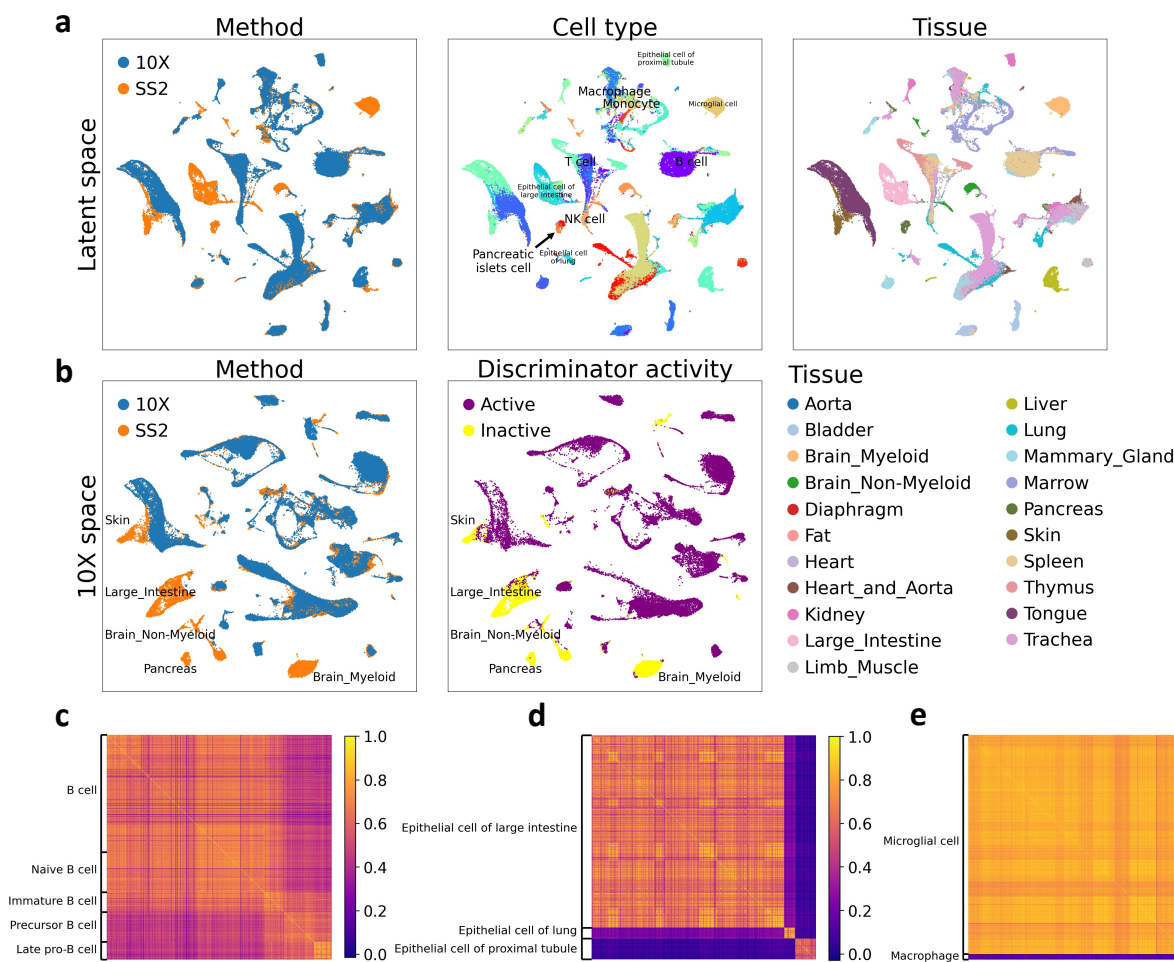 a
Method
Cell type
Tissue
Latent space
10X
SS2
Epithelial cell of
proximal tubule
Macrophage
Monocyte
Microglial cell
T cell
B cell
Epithelial cell of
large intestine
NK cell
Pancreatic
islets cell
Epithelial cell
of lung
b
Method
Discriminator activity
10X space
10X
SS2
Skin
Large_Intestine
Brain_Non-Myeloid
Pancreas
Brain_Myeloid
Active
Inactive
Skin
Large_Intestine
Brain_Non-Myeloid
Pancreas
Brain_Myeloid
Tissue
Aorta
Bladder
Brain_Myeloid
Brain_Non-Myeloid
Diaphragm
Fat
Heart
Heart_and_Aorta
Kidney
Large_Intestine
Limb_Muscle
Liver
Lung
Mammary_Gland
Marrow
Pancreas
Skin
Spleen
Thymus
Tongue
Trachea
c
B cell
Naive B cell
Immature B cell
Precursor B cell
Late pro-B cell
1.0
0.8
0.6
0.4
0.2
0.0
d
Epithelial cell of large intestine
Epithelial cell of lung
Epithelial cell of proximal tubule
1.0
0.8
0.6
0.4
0.2
0.0
e
Microglial cell
Macrophage